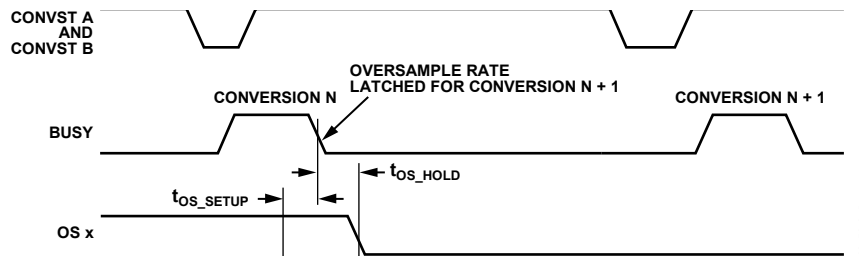 CONVST A
AND
CONVST B
OVERSAMPLE RATE
LATCHED FOR CONVERSION N + 1
CONVERSION N
CONVERSION N + 1
BUSY
tOS_HOLD
tOS_SETUP
OS x